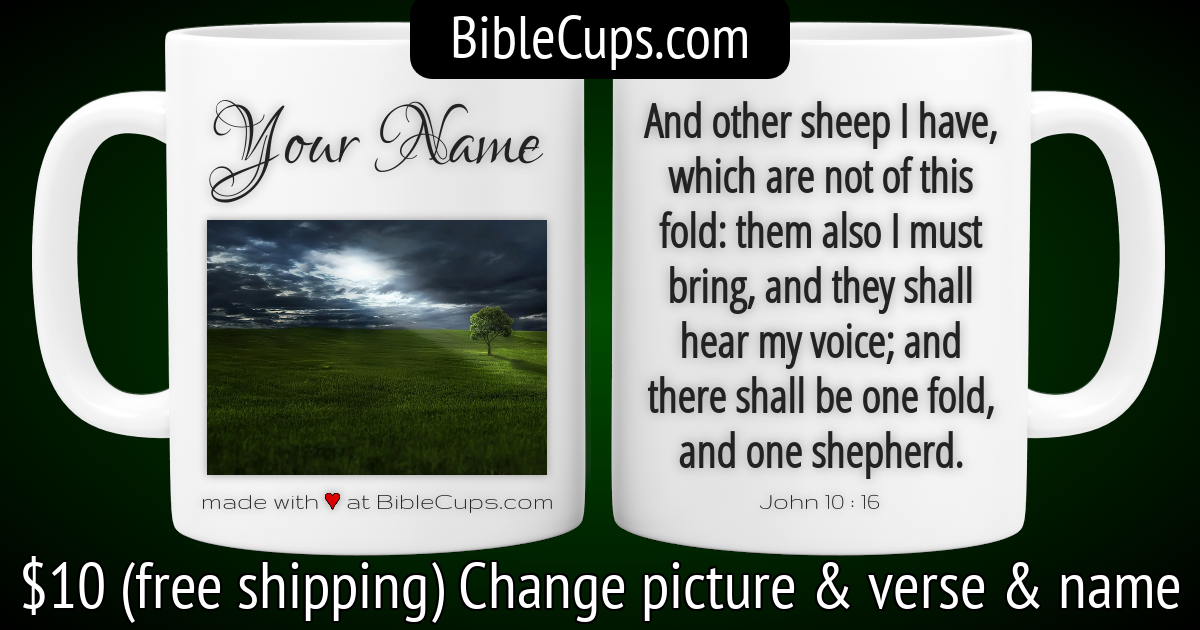 BibleCups.com
Your Name
made with ♥ at BibleCups.com
And other sheep I have,
which are not of this
fold: them also I must
bring, and they shall
hear my voice; and
there shall be one fold,
and one shepherd.
John 10 : 16
$10 (free shipping) Change picture & verse & name